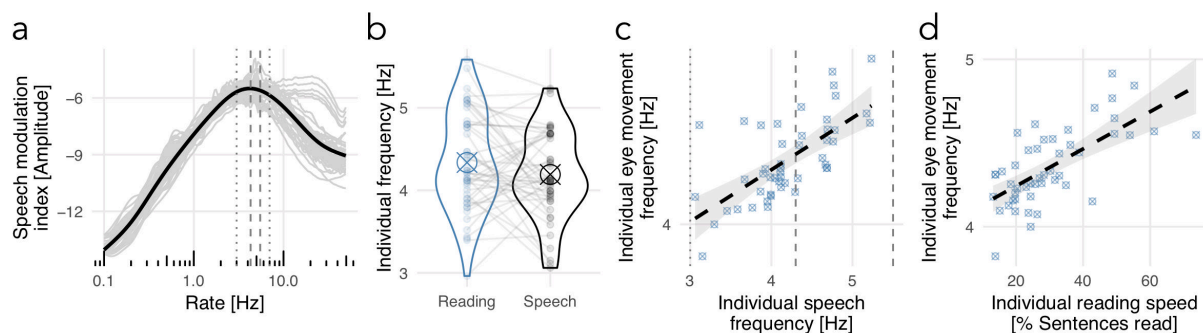 a
Speech modulation
index [Amplitude]
−6
−9
−12
0.1
1.0
10.0
Rate [Hz]
b
Individual frequency [Hz]
5
4
3
Reading
Speech
c
Individual eye movement
frequency [Hz]
4
3
4
5
Individual speech
frequency [Hz]
d
Individual eye movement
frequency [Hz]
5
4
20
40
60
Individual reading speed
[% Sentences read]